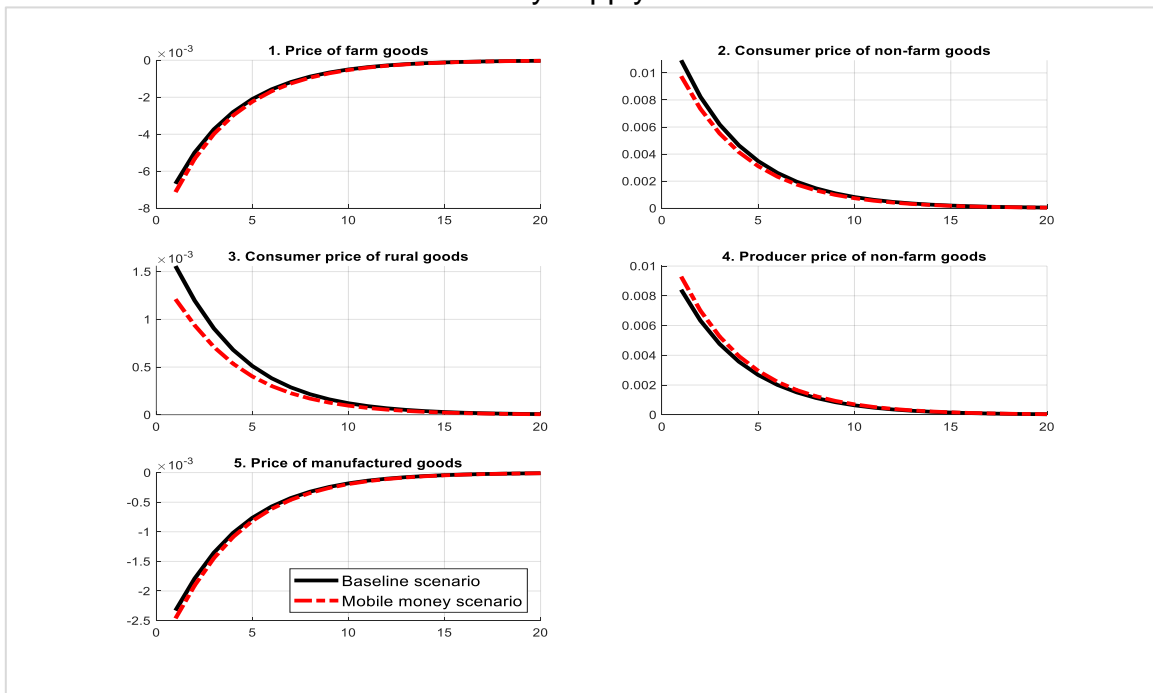 y supply
1. Price of farm goods
×10⁻³
0
-2
-4
-6
-8
0 5 10 15 20
2. Consumer price of non-farm goods
0.01
0.008
0.006
0.004
0.002
0
0 5 10 15 20
3. Consumer price of rural goods
×10⁻³
1.5
1
0.5
0
0 5 10 15 20
4. Producer price of non-farm goods
0.01
0.008
0.006
0.004
0.002
0
0 5 10 15 20
5. Price of manufactured goods
×10⁻³
0
-0.5
-1
-1.5
-2
-2.5
0 5 10 15 20
Baseline scenario
Mobile money scenario